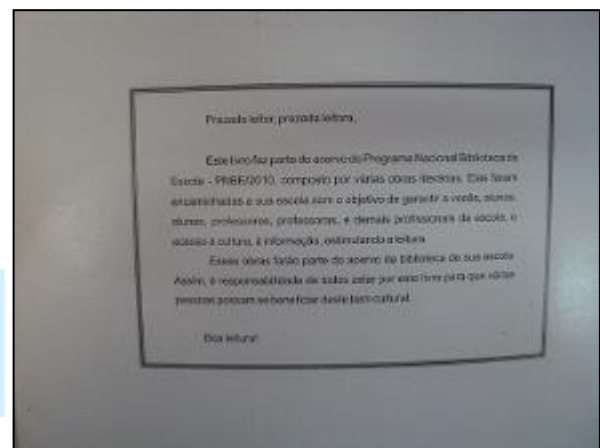 Prezado leitor, prezada leitora,
Este livro faz parte do acervo do Programa Nacional Biblioteca da
Escola - PNBE/2010, composto por várias obras literárias. Elas foram
encaminhadas a sua escola com o objetivo de garantir a vocês, alunos,
alunas, professores, professoras, e demais profissionais da escola, o
acesso à cultura, à informação, estimulando a leitura.
Essas obras farão parte do acervo da biblioteca de sua escola.
Assim, é responsabilidade de todos zelar por este livro para que várias
pessoas possam se beneficiar deste bem cultural.
Boa leitura!